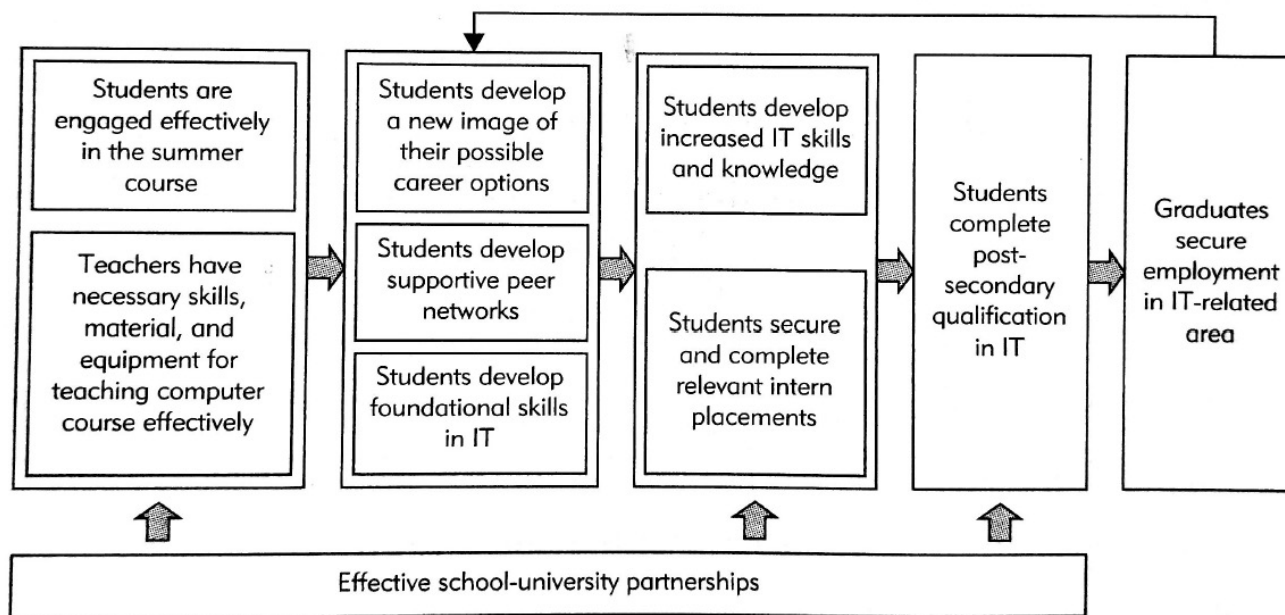 Students are
engaged effectively
in the summer
course
Teachers have
necessary skills,
material, and
equipment for
teaching computer
course effectively
Students develop
a new image of
their possible
career options
Students develop
supportive peer
networks
Students develop
foundational skills
in IT
Students develop
increased IT skills
and knowledge
Students secure
and complete
relevant intern
placements
Students
complete
post-
secondary
qualification
in IT
Graduates
secure
employment
in IT-related
area
Effective school-university partnerships